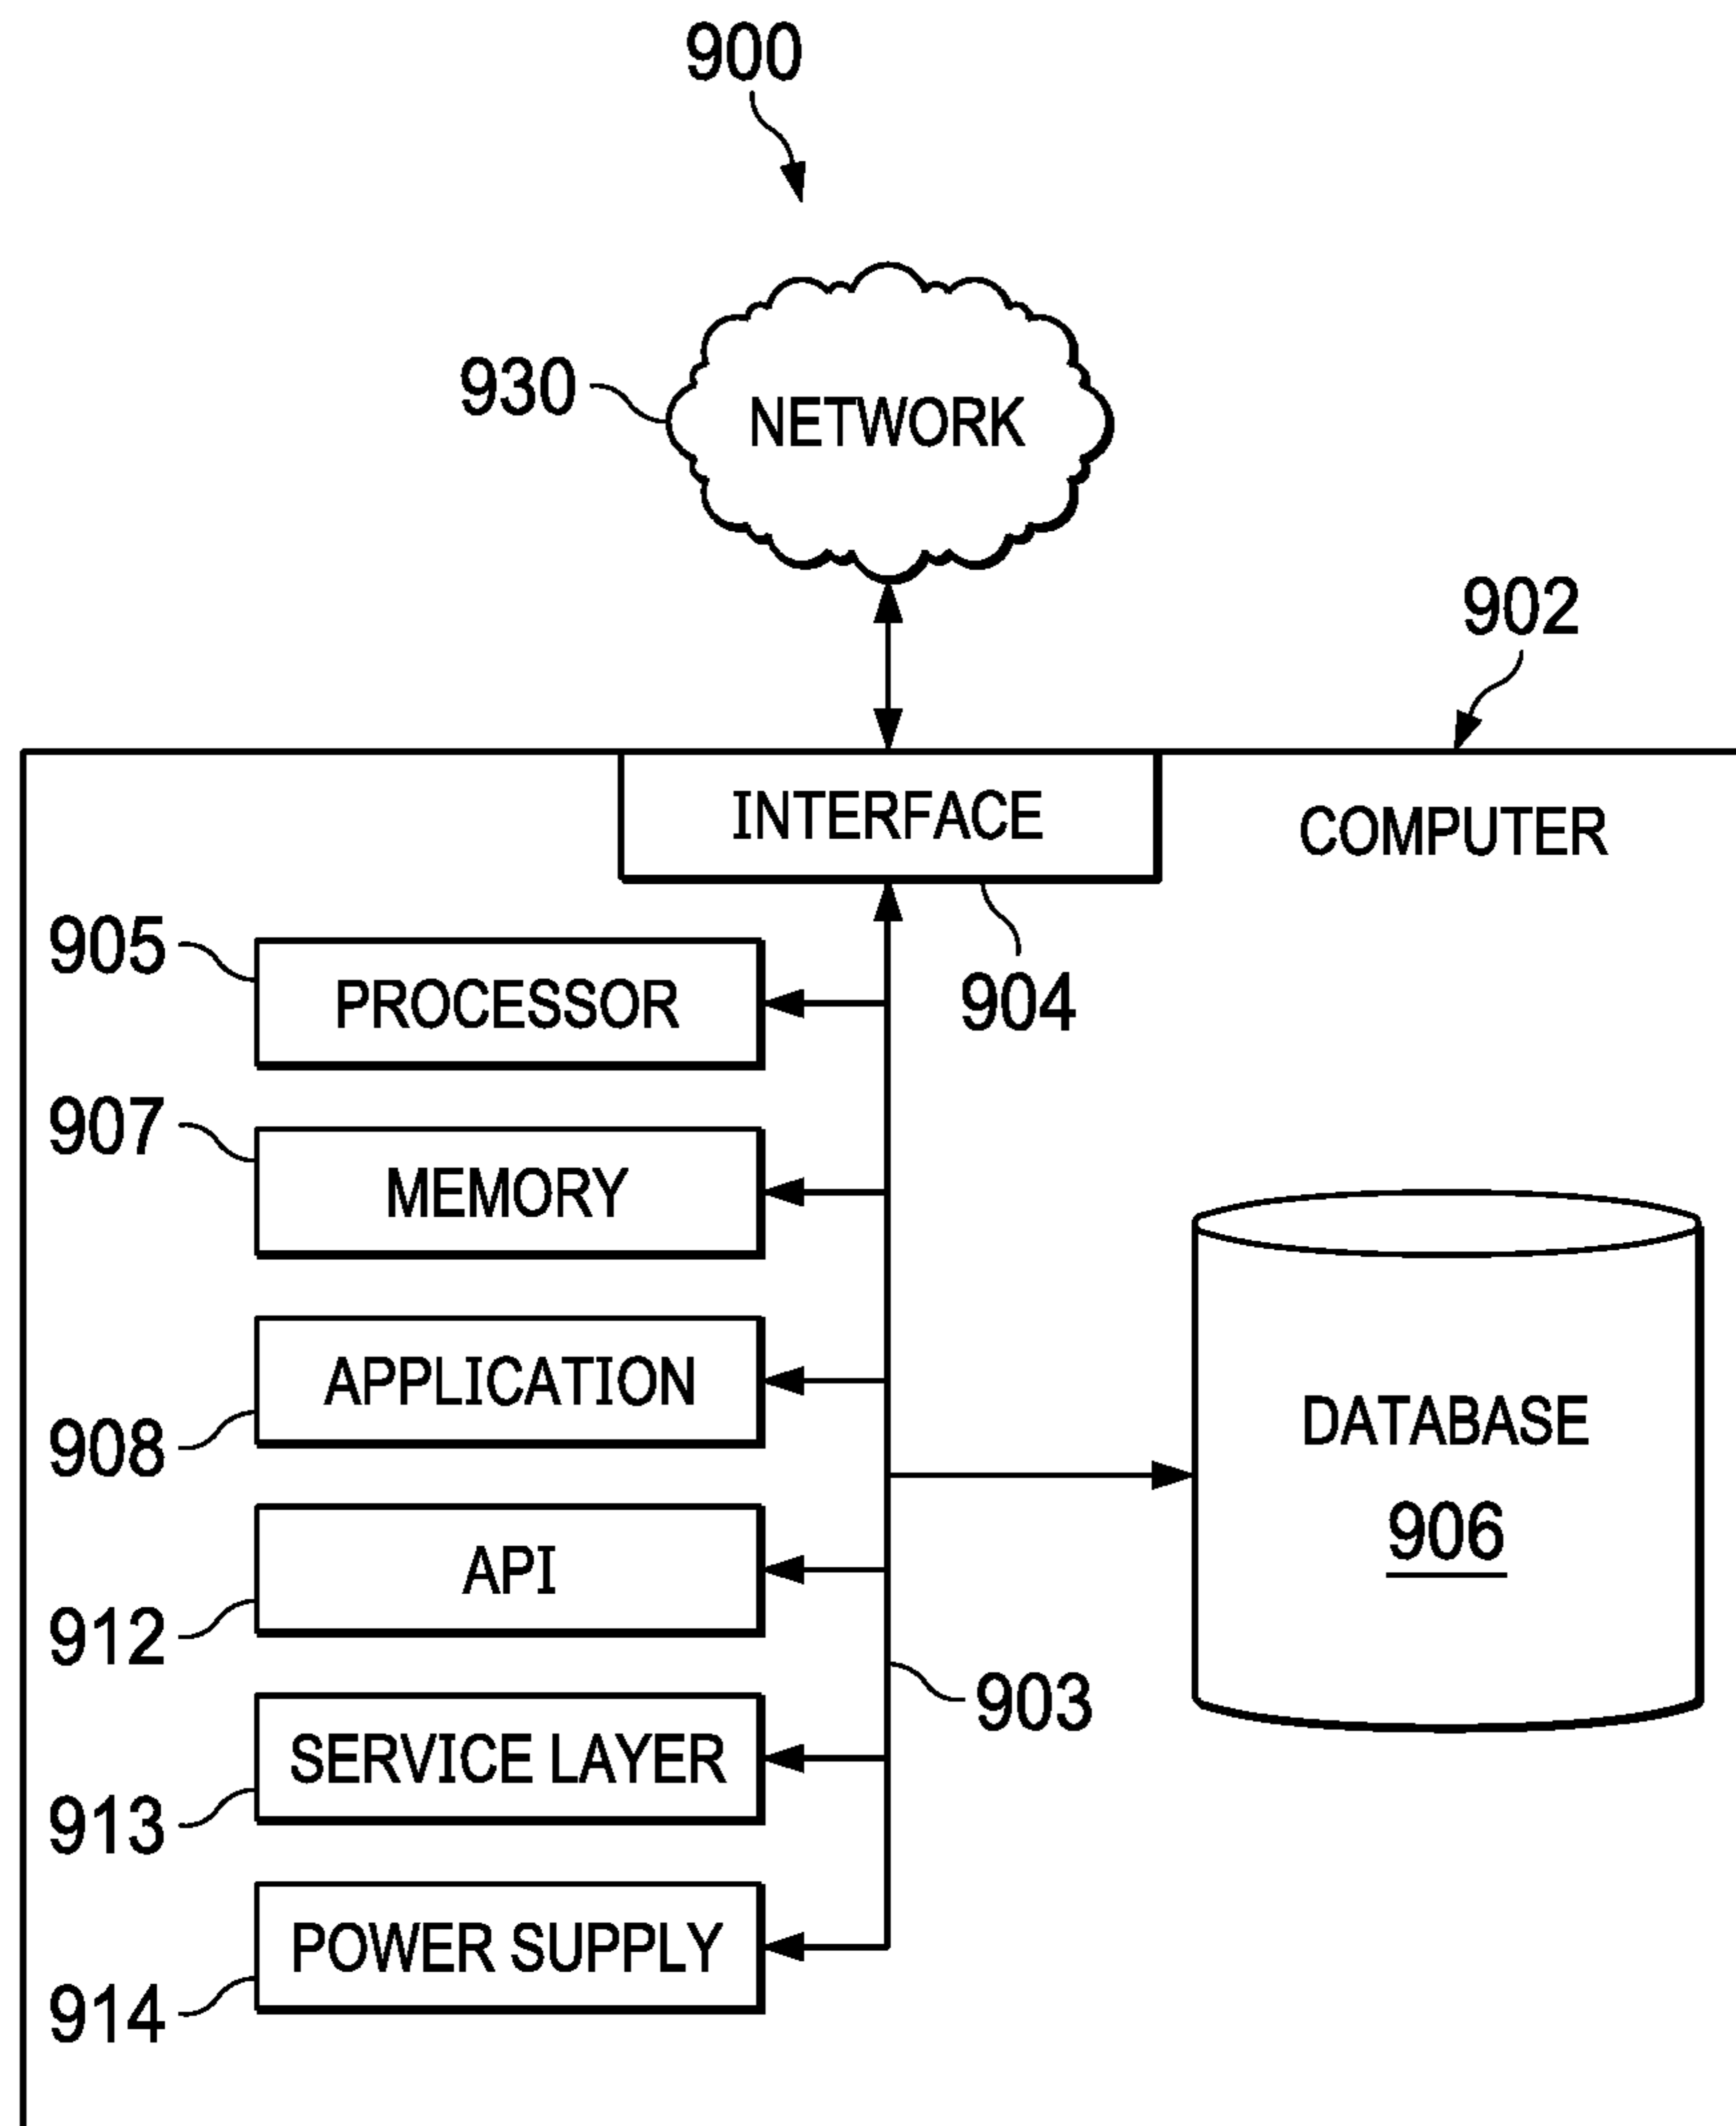 900
930
NETWORK
902
INTERFACE
COMPUTER
905
PROCESSOR
904
907
MEMORY
APPLICATION
908
DATABASE
906
API
912
903
SERVICE LAYER
913
POWER SUPPLY
914